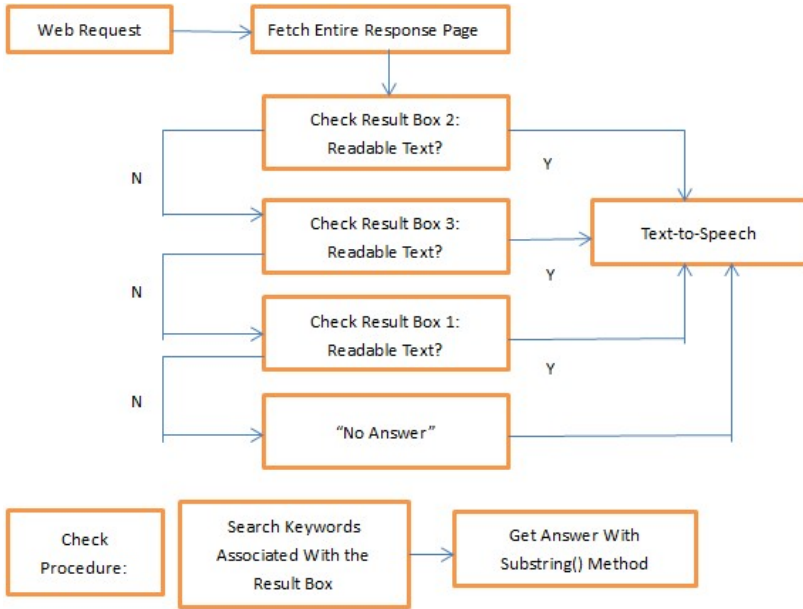 Web Request
Fetch Entire Response Page
Check Result Box 2:
Readable Text?
N
Y
Check Result Box 3:
Readable Text?
Text-to-Speech
N
Y
Check Result Box 1:
Readable Text?
N
Y
“No Answer”
Check
Procedure:
Search Keywords
Associated With the
Result Box
Get Answer With
Substring() Method